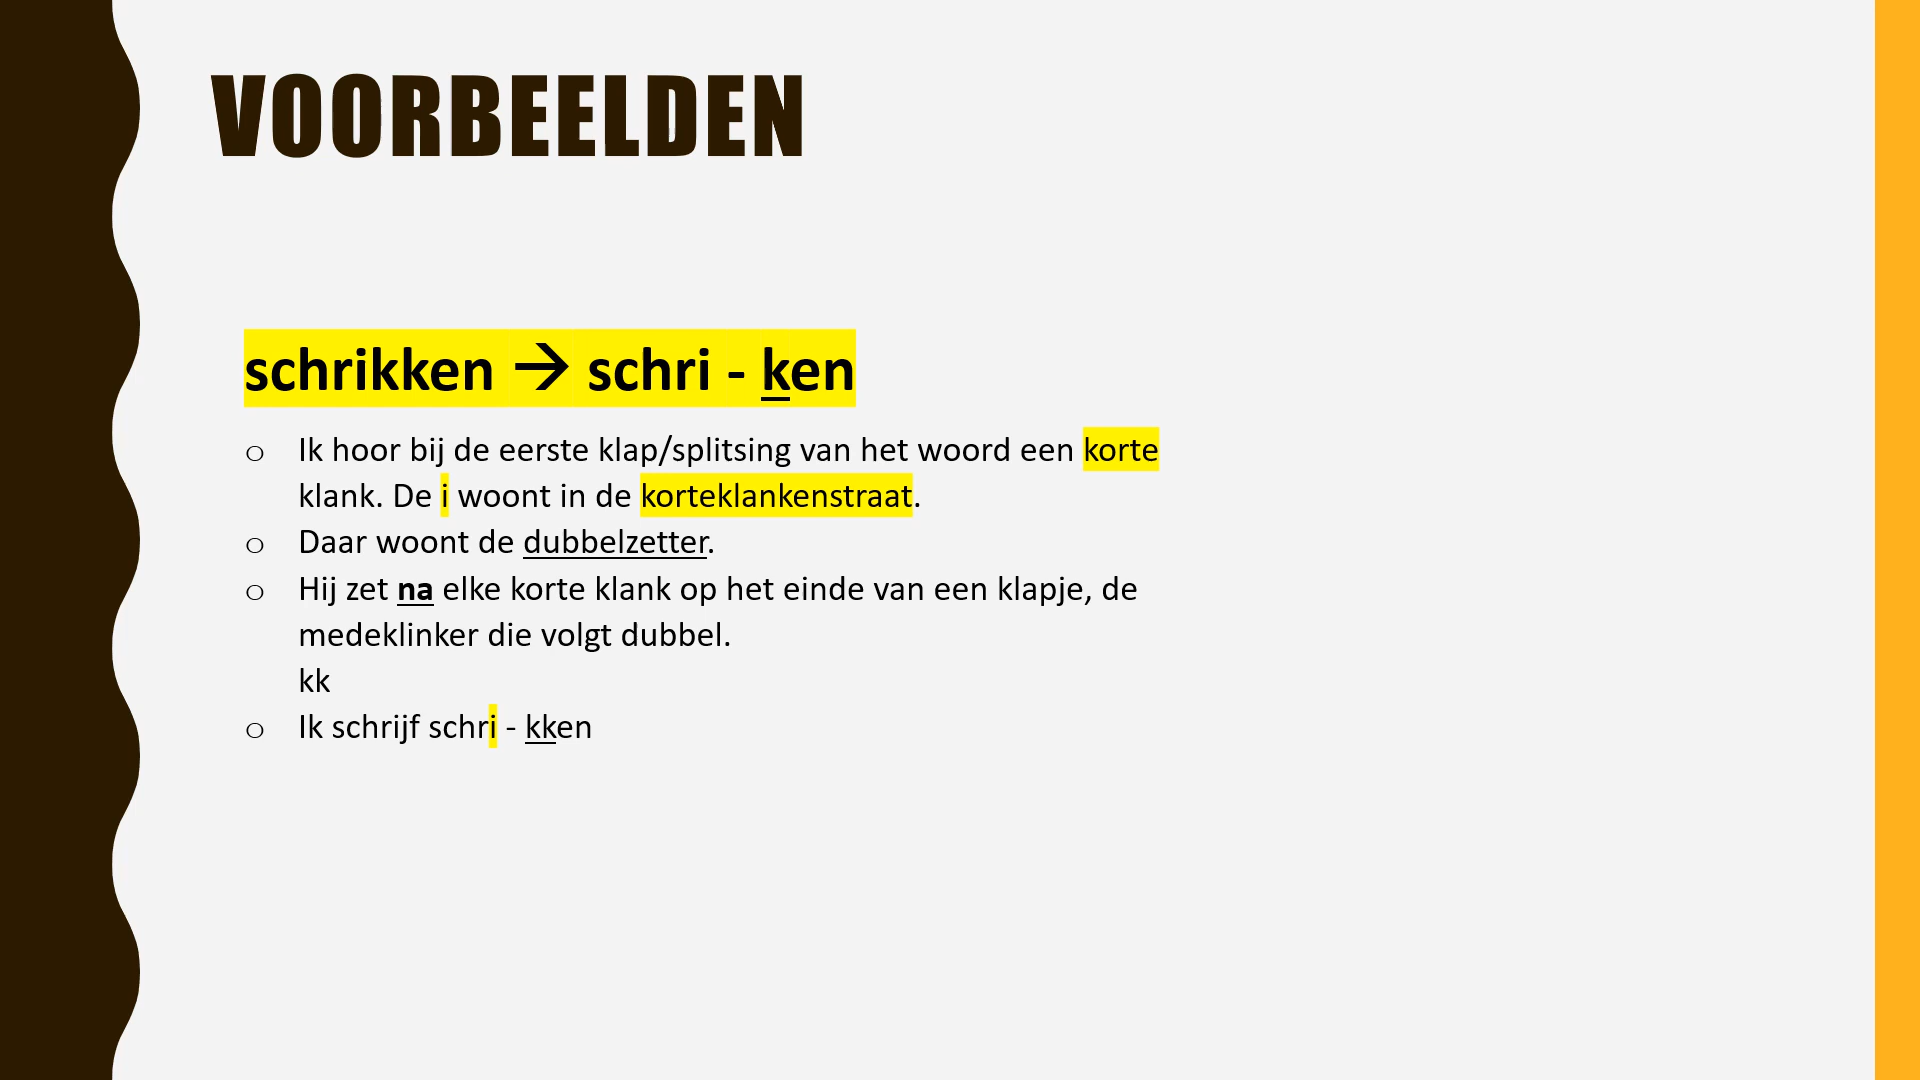 VOORBEELDEN
schrikken → schri - ken
o Ik hoor bij de eerste klap/splitsing van het woord een korte
klank. De i woont in de korteklankenstraat.
o Daar woont de dubbelzetter.
o Hij zet na elke korte klank op het einde van een klapje, de
medeklinker die volgt dubbel.
kk
o Ik schrijf schri - kken